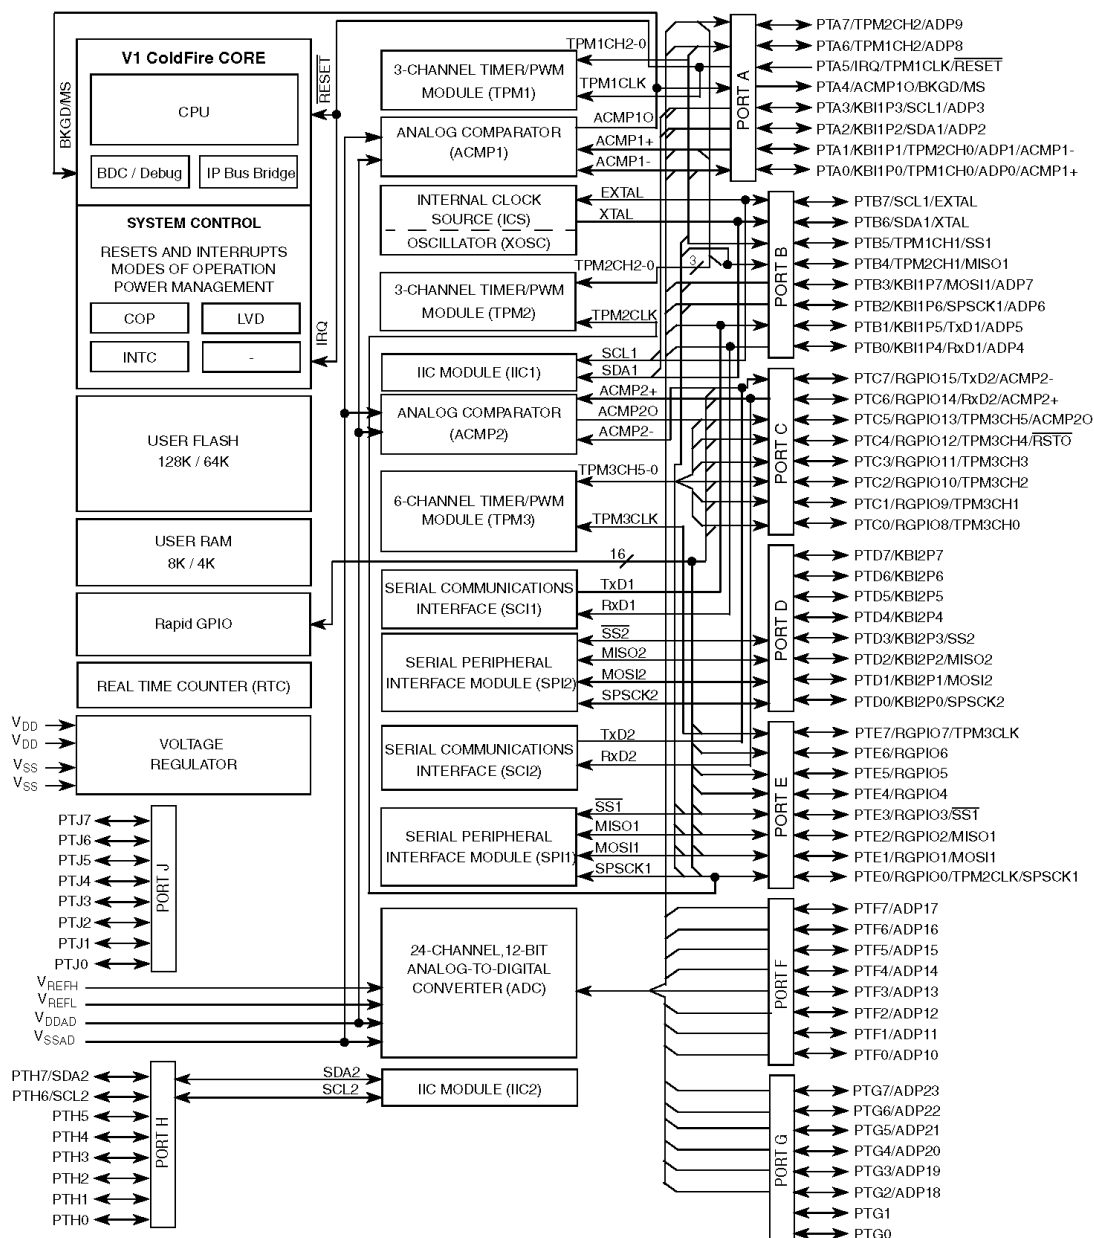 V1 ColdFire CORE
CPU
BDC / Debug
IP Bus Bridge
SYSTEM CONTROL
RESETS AND INTERRUPTS
MODES OF OPERATION
POWER MANAGEMENT
COP
LVD
INTC
-
BKGD/MS
RESET
IRQ
USER FLASH
128K / 64K
USER RAM
8K / 4K
Rapid GPIO
REAL TIME COUNTER (RTC)
VDD
VDD
VSS
VSS
VOLTAGE
REGULATOR
PTJ7
PTJ6
PTJ5
PTJ4
PTJ3
PTJ2
PTJ1
PTJ0
PORT J
VREFH
VREFL
VDDAD
VSSAD
PTH7/SDA2
PTH6/SCL2
PTH5
PTH4
PTH3
PTH2
PTH1
PTH0
PORT H
3-CHANNEL TIMER/PWM
MODULE (TPM1)
TPM1CH2-0
TPM1CLK
ANALOG COMPARATOR
(ACMP1)
ACMP1O
ACMP1+
ACMP1-
INTERNAL CLOCK
SOURCE (ICS)
OSCILLATOR (XOSC)
EXTAL
XTAL
3-CHANNEL TIMER/PWM
MODULE (TPM2)
TPM2CH2-0
3
TPM2CLK
IIC MODULE (IIC1)
SCL1
SDA1
ANALOG COMPARATOR
(ACMP2)
ACMP2+
ACMP2O
ACMP2-
6-CHANNEL TIMER/PWM
MODULE (TPM3)
TPM3CH5-0
TPM3CLK
16
SERIAL COMMUNICATIONS
INTERFACE (SCI1)
TxD1
RxD1
SERIAL PERIPHERAL
INTERFACE MODULE (SPI2)
SS2
MISO2
MOSI2
SPSCK2
SERIAL COMMUNICATIONS
INTERFACE (SCI2)
TxD2
RxD2
SERIAL PERIPHERAL
INTERFACE MODULE (SPI1)
SS1
MISO1
MOSI1
SPSCK1
24-CHANNEL,12-BIT
ANALOG-TO-DIGITAL
CONVERTER (ADC)
SDA2
SCL2
IIC MODULE (IIC2)
PORT A
PTA7/TPM2CH2/ADP9
PTA6/TPM1CH2/ADP8
PTA5/IRQ/TPM1CLK/RESET
PTA4/ACMP1O/BKGD/MS
PTA3/KBI1P3/SCL1/ADP3
PTA2/KBI1P2/SDA1/ADP2
PTA1/KBI1P1/TPM2CH0/ADP1/ACMP1-
PTA0/KBI1P0/TPM1CH0/ADP0/ACMP1+
PORT B
PTB7/SCL1/EXTAL
PTB6/SDA1/XTAL
PTB5/TPM1CH1/SS1
PTB4/TPM2CH1/MISO1
PTB3/KBI1P7/MOSI1/ADP7
PTB2/KBI1P6/SPSCK1/ADP6
PTB1/KBI1P5/TxD1/ADP5
PTB0/KBI1P4/RxD1/ADP4
PORT C
PTC7/RGPIO15/TxD2/ACMP2-
PTC6/RGPIO14/RxD2/ACMP2+
PTC5/RGPIO13/TPM3CH5/ACMP2O
PTC4/RGPIO12/TPM3CH4/RSTO
PTC3/RGPIO11/TPM3CH3
PTC2/RGPIO10/TPM3CH2
PTC1/RGPIO9/TPM3CH1
PTC0/RGPIO8/TPM3CH0
PORT D
PTD7/KBI2P7
PTD6/KBI2P6
PTD5/KBI2P5
PTD4/KBI2P4
PTD3/KBI2P3/SS2
PTD2/KBI2P2/MISO2
PTD1/KBI2P1/MOSI2
PTD0/KBI2P0/SPSCK2
PORT E
PTE7/RGPIO7/TPM3CLK
PTE6/RGPIO6
PTE5/RGPIO5
PTE4/RGPIO4
PTE3/RGPIO3/SS1
PTE2/RGPIO2/MISO1
PTE1/RGPIO1/MOSI1
PTE0/RGPIO0/TPM2CLK/SPSCK1
PORT F
PTF7/ADP17
PTF6/ADP16
PTF5/ADP15
PTF4/ADP14
PTF3/ADP13
PTF2/ADP12
PTF1/ADP11
PTF0/ADP10
PORT G
PTG7/ADP23
PTG6/ADP22
PTG5/ADP21
PTG4/ADP20
PTG3/ADP19
PTG2/ADP18
PTG1
PTG0